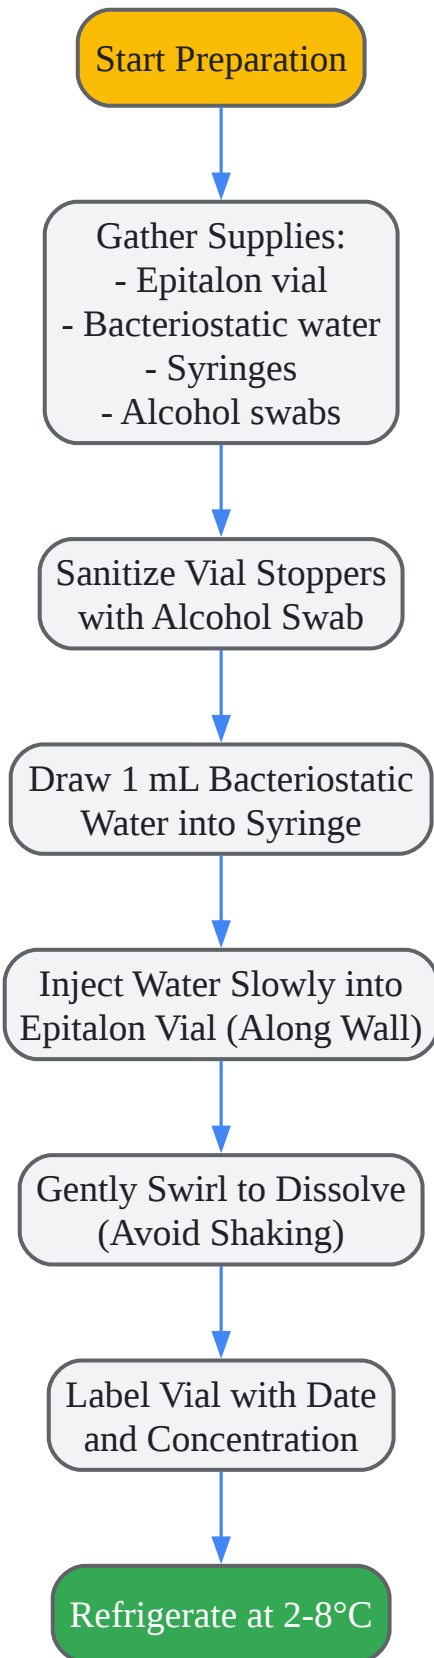 Start Preparation
Gather Supplies:
- Epitalon vial
- Bacteriostatic water
- Syringes
- Alcohol swabs
Sanitize Vial Stoppers
with Alcohol Swab
Draw 1 mL Bacteriostatic
Water into Syringe
Inject Water Slowly into
Epitalon Vial (Along Wall)
Gently Swirl to Dissolve
(Avoid Shaking)
Label Vial with Date
and Concentration
Refrigerate at 2-8°C